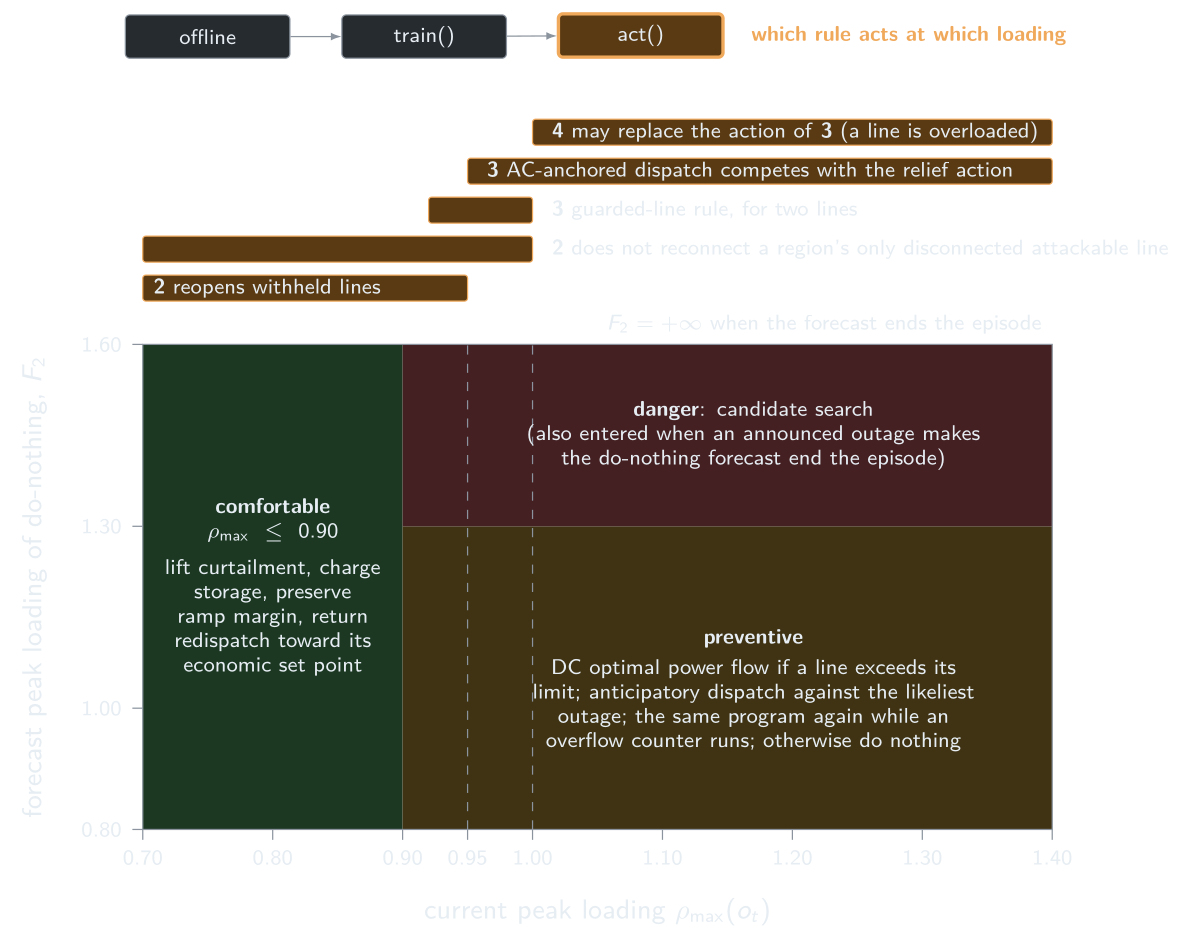 offline
train()
act()
which rule acts at which loading
4 may replace the action of 3 (a line is overloaded)
3 AC-anchored dispatch competes with the relief action
3 guarded-line rule, for two lines
2 does not reconnect a region's only disconnected attackable line
2 reopens withheld lines
F₂ = +∞ when the forecast ends the episode
forecast peak loading of do-nothing, F₂
1.60
1.30
1.00
0.80
comfortable
ρmax ≤ 0.90
lift curtailment, charge
storage, preserve
ramp margin, return
redispatch toward its
economic set point
danger: candidate search
(also entered when an announced outage makes
the do-nothing forecast end the episode)
preventive
DC optimal power flow if a line exceeds its
limit; anticipatory dispatch against the likeliest
outage; the same program again while an
overflow counter runs; otherwise do nothing
0.70 0.80 0.90 0.95 1.00 1.10 1.20 1.30 1.40
current peak loading ρmax(oₜ)